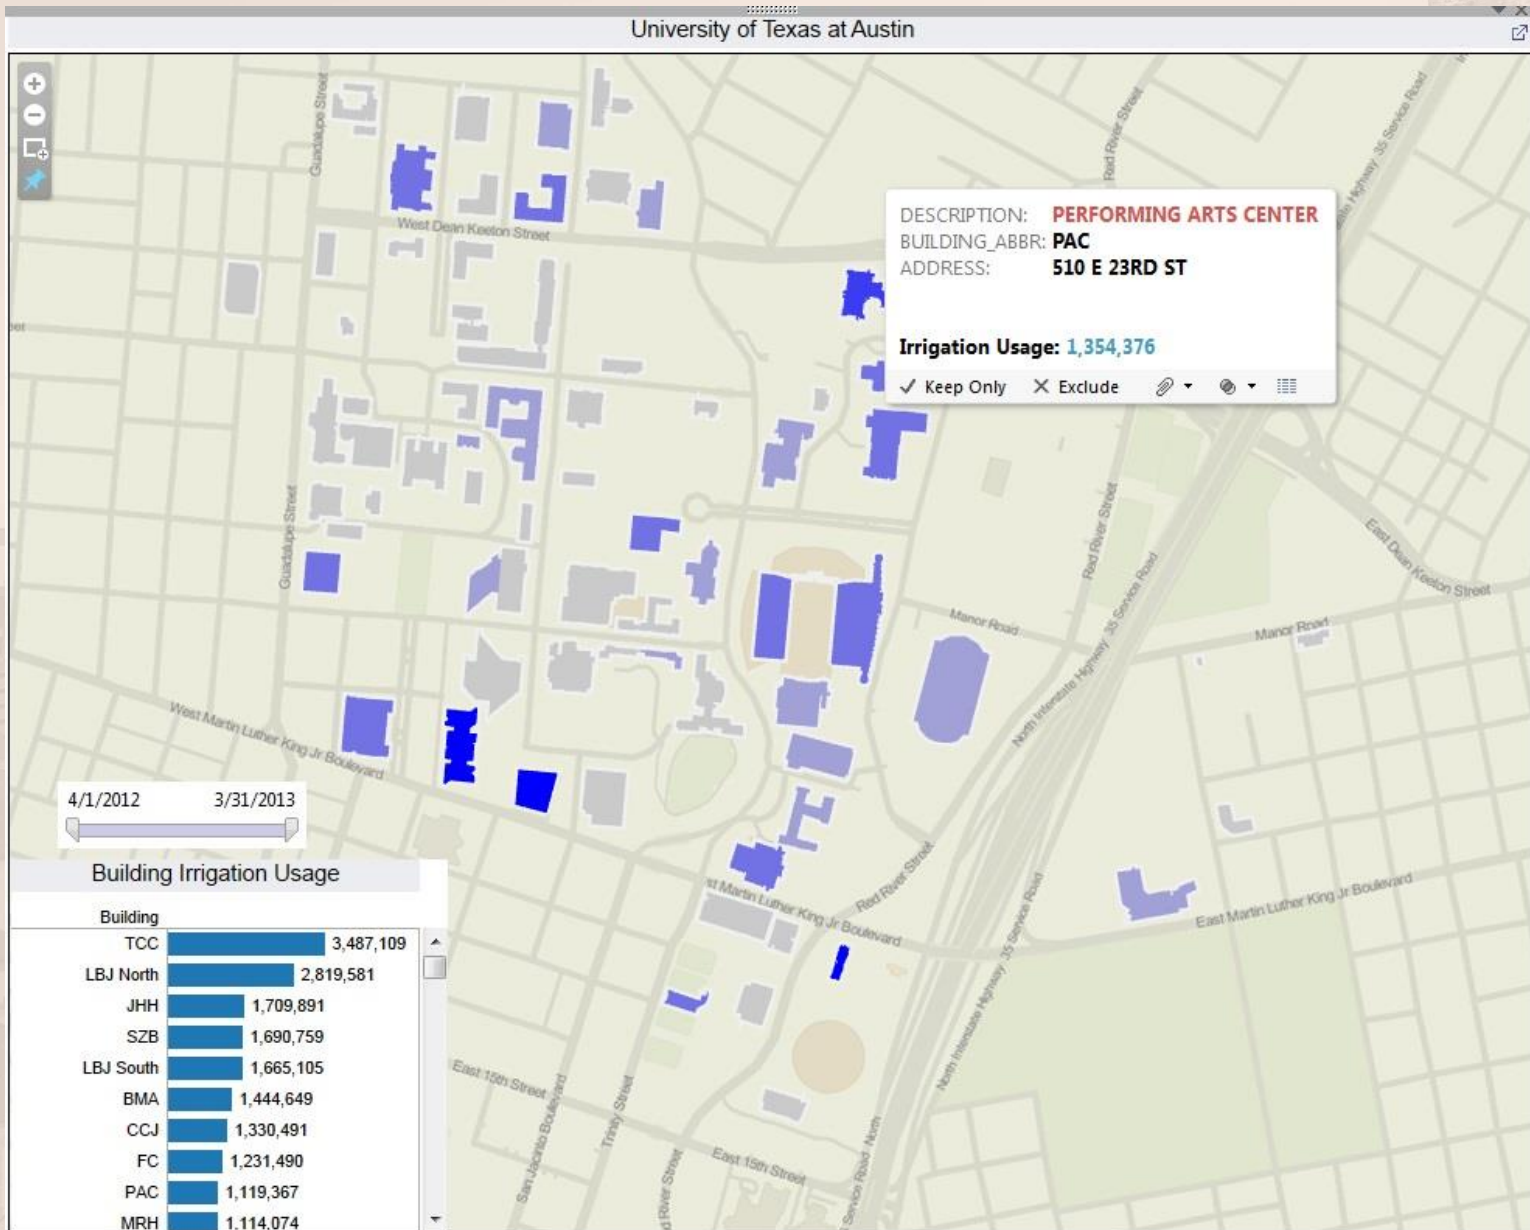 University of Texas at Austin
Guadalupe Street
West Dean Keeton Street
Red River Street
35 Service Road
DESCRIPTION: PERFORMING ARTS CENTER
BUILDING_ABBR: PAC
ADDRESS: 510 E 23RD ST
Irrigation Usage: 1,354,376
Keep Only Exclude
Guadalupe Street
Red River Street
East Dean Keeton Street
Manor Road
Manor Road
North Interstate Highway 35 Service Road
West Martin Luther King Jr Boulevard
4/1/2012 3/31/2013
Red River Street
st Martin Luther King Jr Boulevard
East Martin Luther King Jr Boulevard
North Interstate Highway 35 Service Road
Building Irrigation Usage
Building
TCC 3,487,109
LBJ North 2,819,581
JHH 1,709,891
SZB 1,690,759
LBJ South 1,665,105
BMA 1,444,649
CCJ 1,330,491
FC 1,231,490
PAC 1,119,367
MRH 1,114,074
East 15th Street
San Jacinto Boulevard
Trinity Street
East 15th Street
d River Street
Service Road North